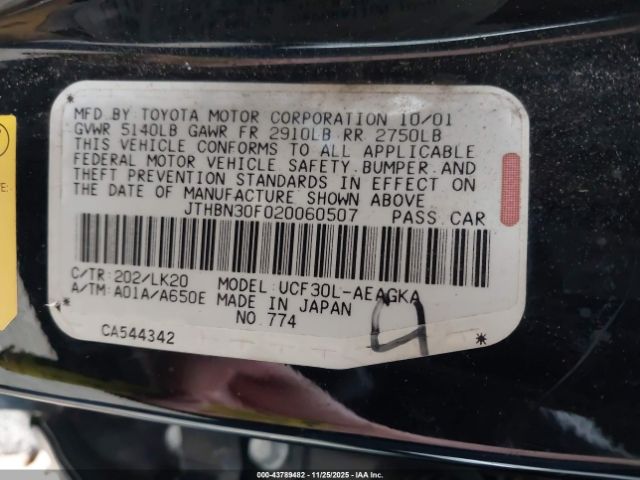 MFD BY TOYOTA MOTOR CORPORATION 10/01
GVWR 5140LB GAWR FR 2910LB RR 2750LB
THIS VEHICLE CONFORMS TO ALL APPLICABLE
FEDERAL MOTOR VEHICLE SAFETY, BUMPER, AND
THEFT PREVENTION STANDARDS IN EFFECT ON
THE DATE OF MANUFACTURE SHOWN ABOVE
JTHBN30F020060507 PASS.CAR
C/TR: 202/LK20 MODEL: UCF30L-AEAGKA
A/TM: A01A/A650E MADE IN JAPAN
NO.774
CA544342
4
000-43789482 11/25/2025 IAAI.CA